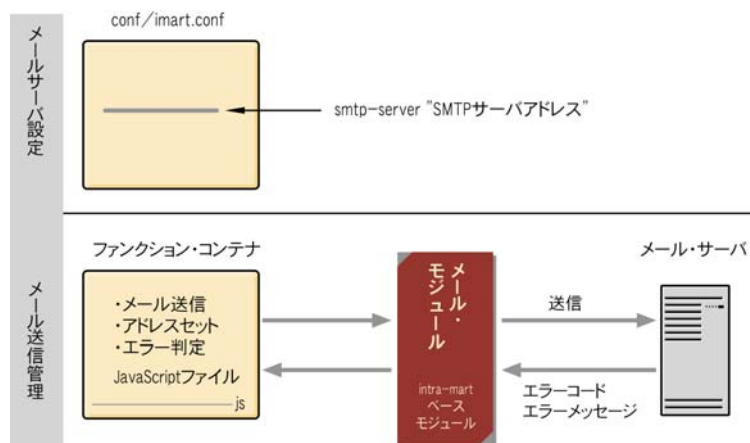 メールサーバ設定
conf/imart.conf
smtp-server "SMTPサーバアドレス"
メール送信管理
ファンクション・コンテナ
・メール送信
・アドレスセット
・エラー判定
JavaScriptファイル
js
メール・
モジュール
intra-mart
ベース
モジュール
送信
エラーコード
エラーメッセージ
メール・サーバ